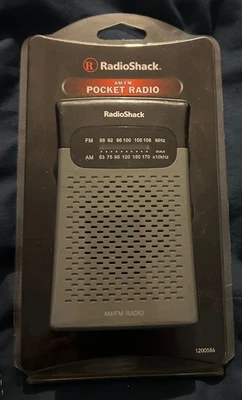 R RadioShack.
AM/FM
POCKET RADIO
RadioShack
FM 88 92 96 100 105 108 MHz
AM 53 75 95 120 150 170 x10kHz
AM/FM RADIO
1200586